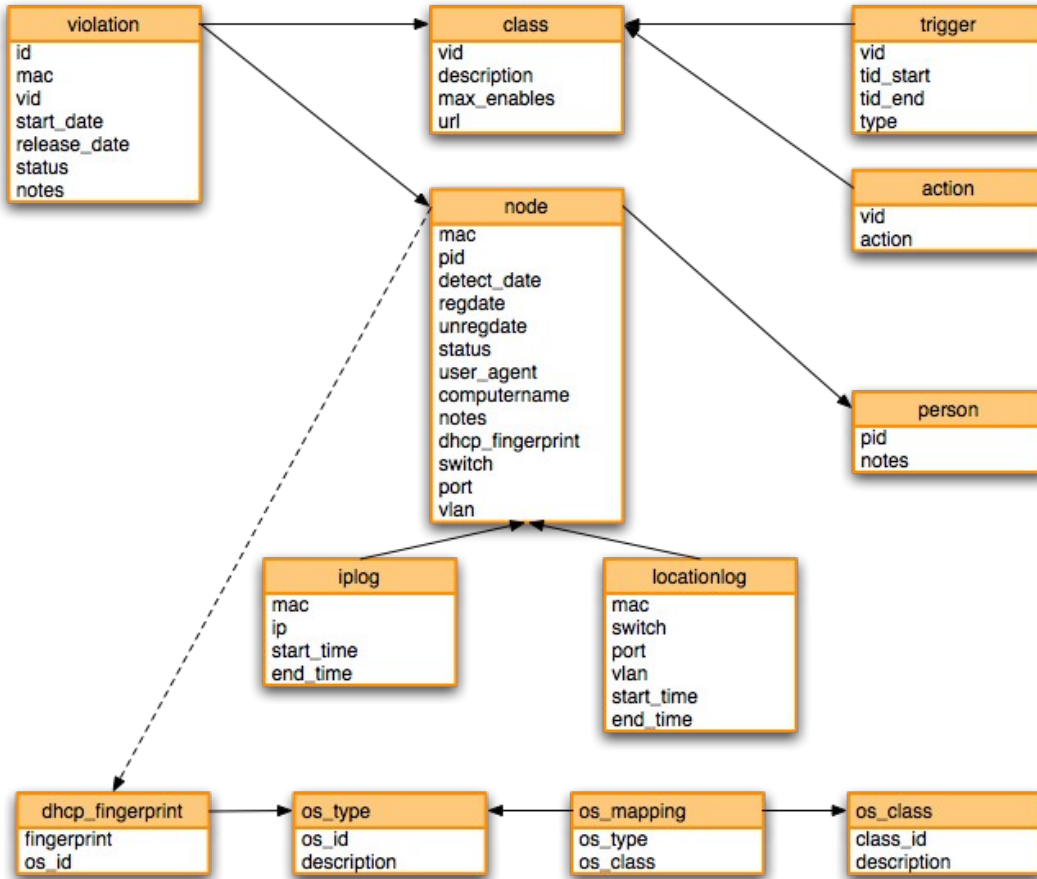 violation
id
mac
vid
start_date
release_date
status
notes
class
vid
description
max_enables
url
trigger
vid
tid_start
tid_end
type
action
vid
action
node
mac
pid
detect_date
regdate
unregdate
status
user_agent
computername
notes
dhcp_fingerprint
switch
port
vlan
person
pid
notes
iplog
mac
ip
start_time
end_time
locationlog
mac
switch
port
vlan
start_time
end_time
dhcp_fingerprint
fingerprint
os_id
os_type
os_id
description
os_mapping
os_type
os_class
os_class
class_id
description